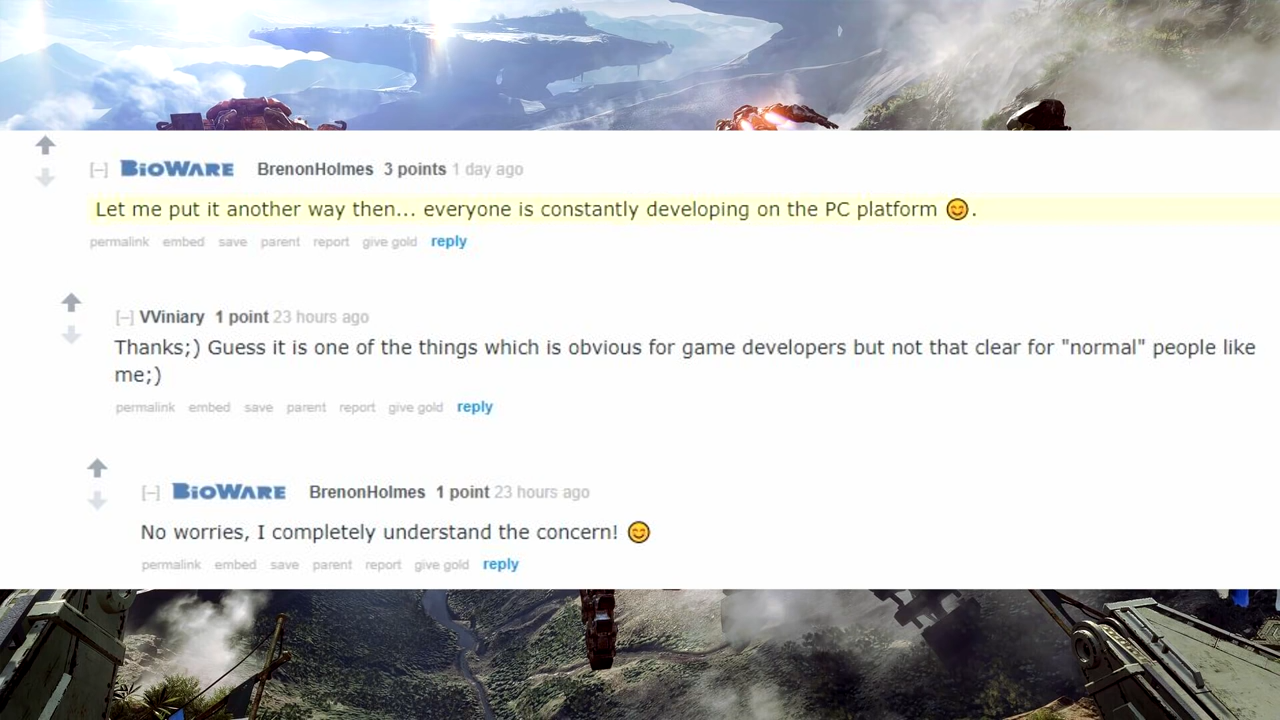 [–] BIOWARE BrenonHolmes 3 points 1 day ago
Let me put it another way then... everyone is constantly developing on the PC platform 😊.
permalink embed save parent report give gold reply
[–] VViniary 1 point 23 hours ago
Thanks;) Guess it is one of the things which is obvious for game developers but not that clear for "normal" people like
me;)
permalink embed save parent report give gold reply
[–] BIOWARE BrenonHolmes 1 point 23 hours ago
No worries, I completely understand the concern! 😊
permalink embed save parent report give gold reply